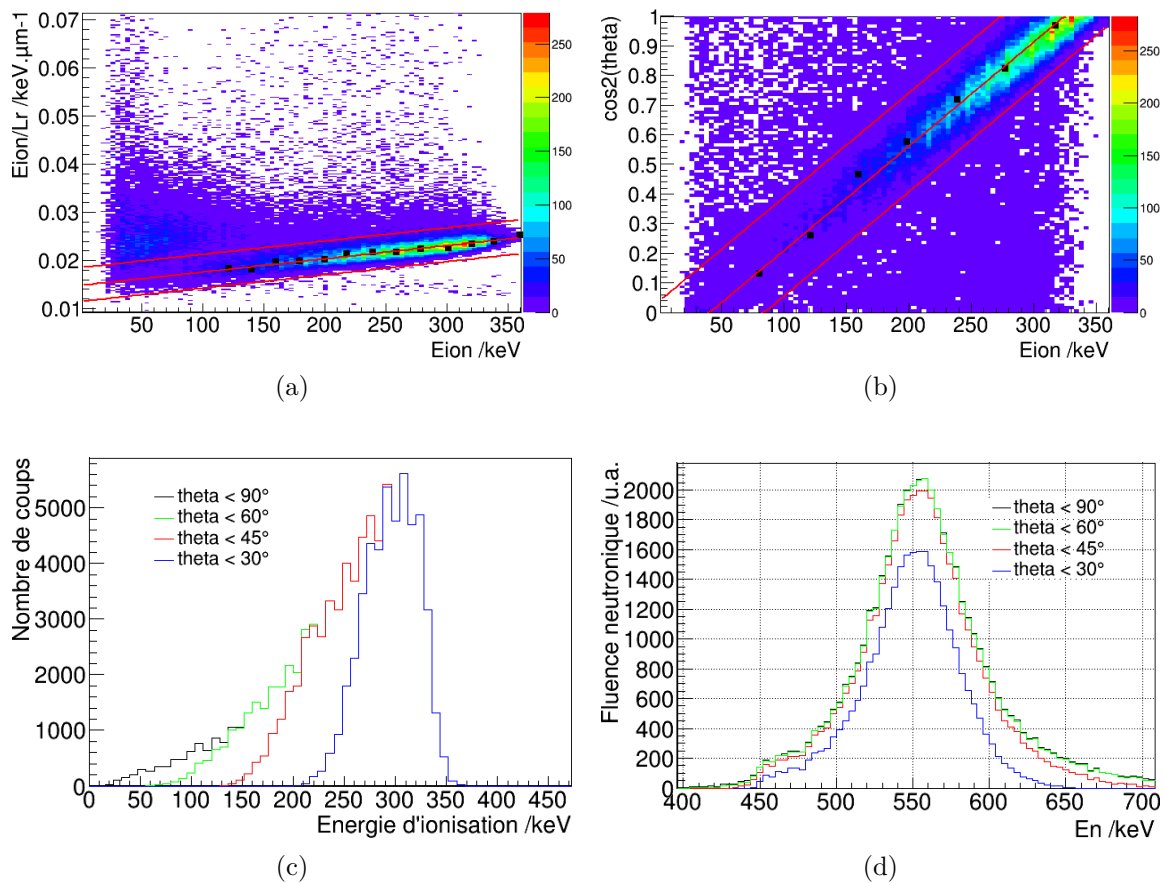 Eion/Lr /keV.µm-1
0.07
0.06
0.05
0.04
0.03
0.02
0.01
50 100 150 200 250 300 350
Eion /keV
250
200
150
100
50
0
(a)
cos2(theta)
1
0.9
0.8
0.7
0.6
0.5
0.4
0.3
0.2
0.1
0
50 100 150 200 250 300 350
Eion /keV
250
200
150
100
50
0
(b)
Nombre de coups
5000
4000
3000
2000
1000
0
theta < 90°
theta < 60°
theta < 45°
theta < 30°
0 50 100 150 200 250 300 350 400 450
Energie d'ionisation /keV
(c)
Fluence neutronique /u.a.
2000
1800
1600
1400
1200
1000
800
600
400
200
0
theta < 90°
theta < 60°
theta < 45°
theta < 30°
400 450 500 550 600 650 700
En /keV
(d)